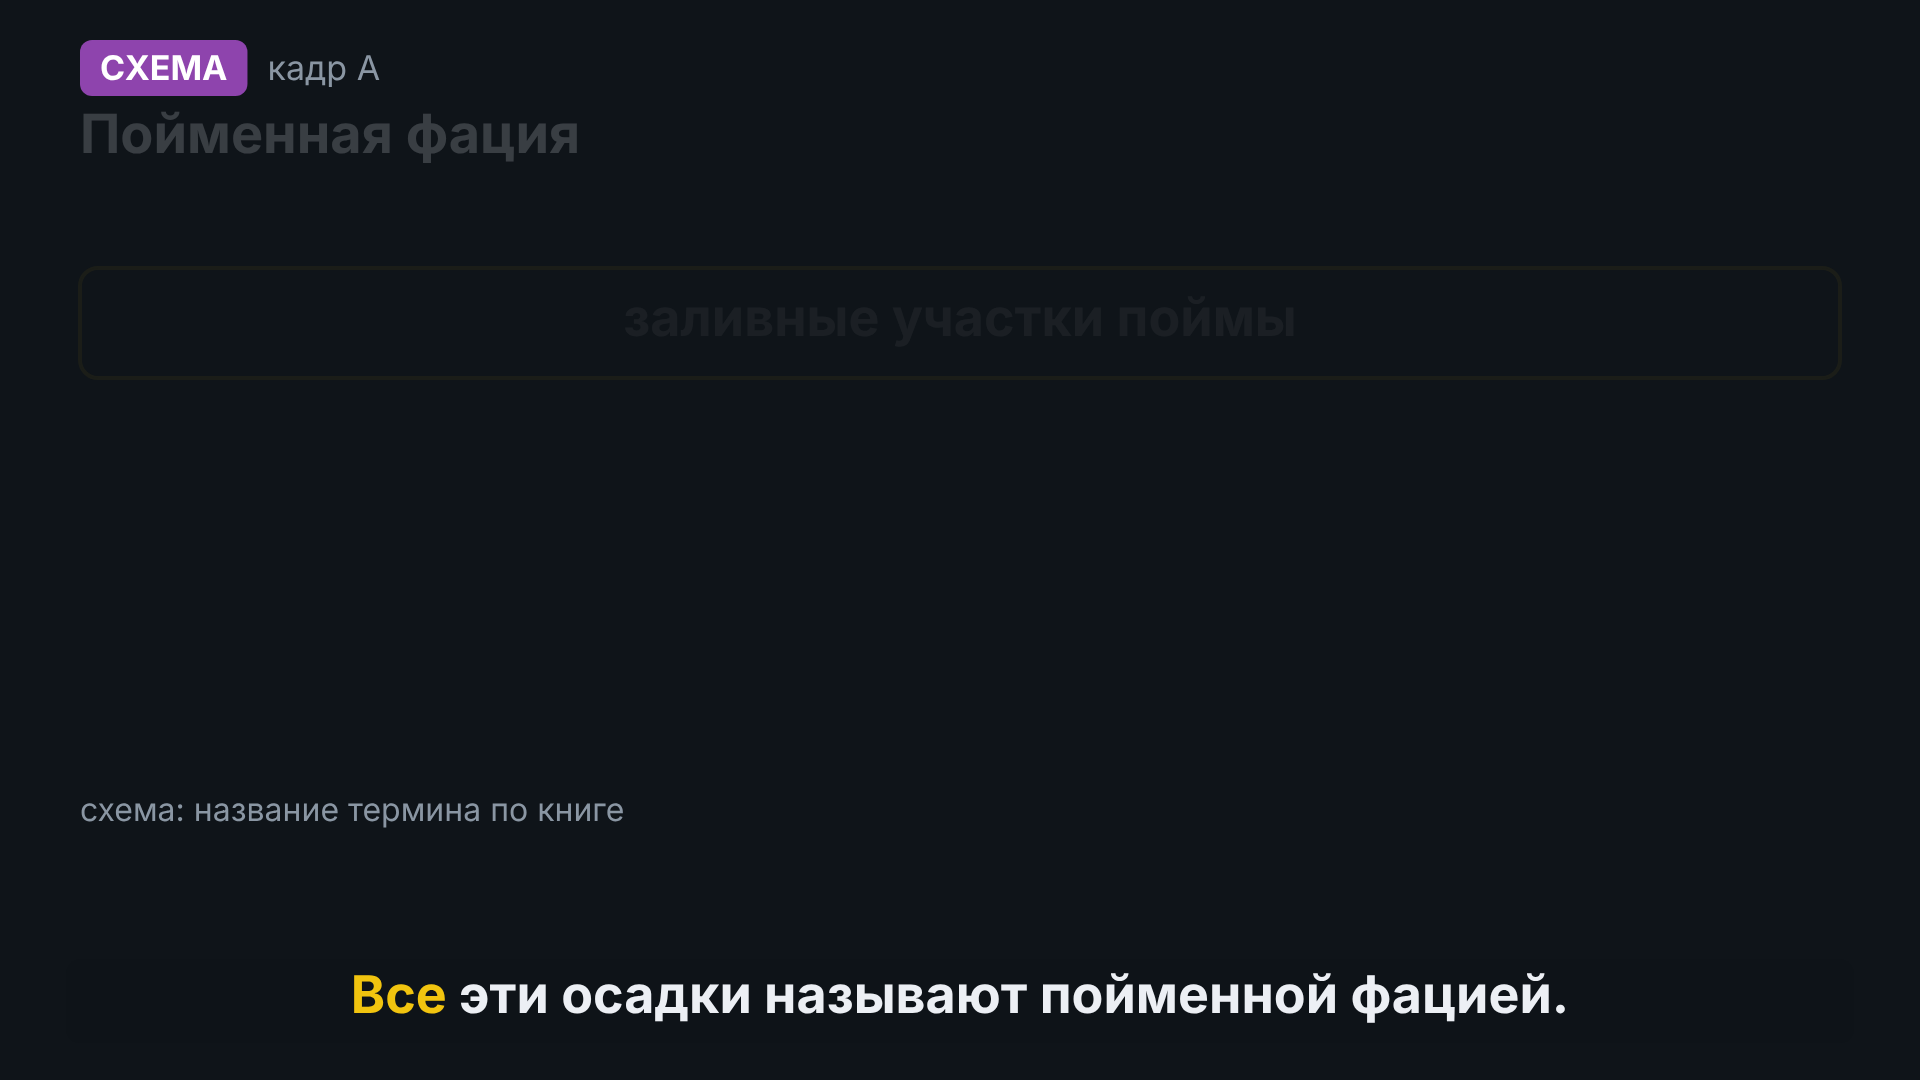 СХЕМА кадр А
Пойменная фация
заливные участки поймы
схема: название термина по книге
Все эти осадки называют пойменной фацией.